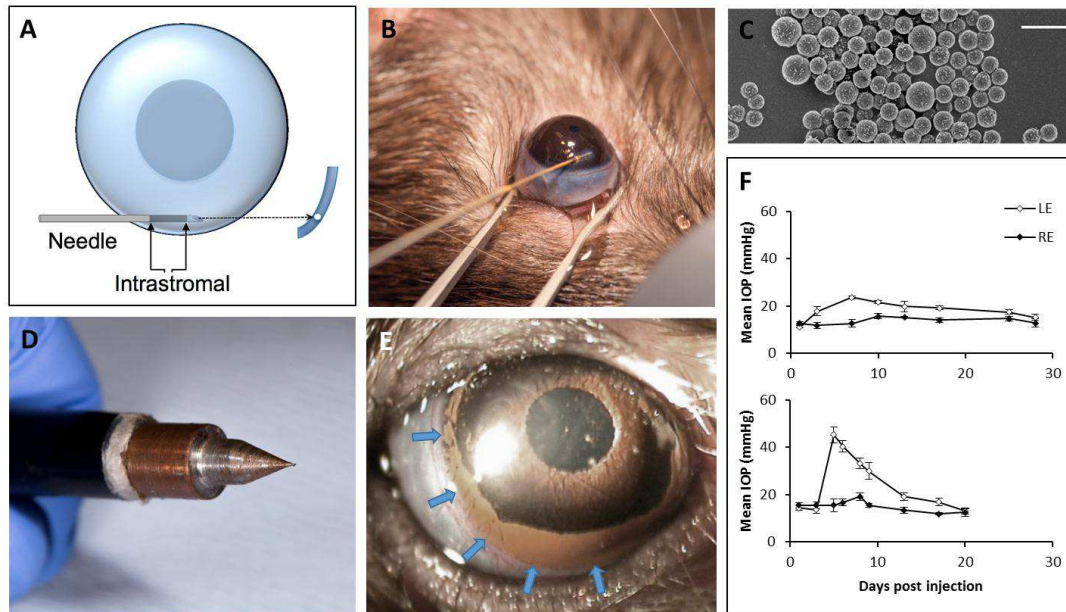 A
Needle
Intrastromal
B
C
D
E
F
60
40
20
0
Mean IOP (mmHg)
LE
RE
0
10
20
30
60
40
20
0
Mean IOP (mmHg)
0
10
20
30
Days post injection